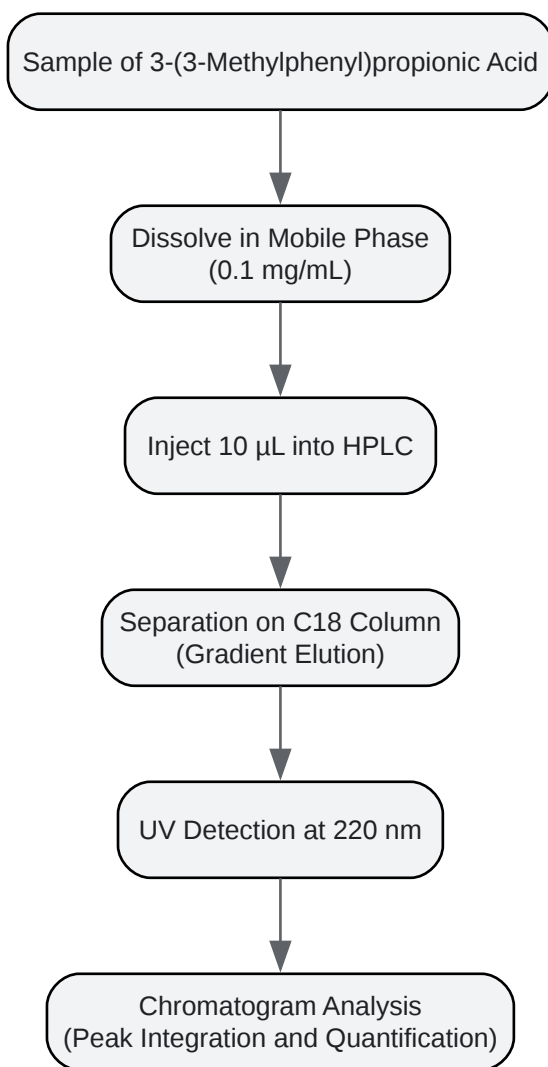 Sample of 3-(3-Methylphenyl)propionic Acid
Dissolve in Mobile Phase
(0.1 mg/mL)
Inject 10 µL into HPLC
Separation on C18 Column
(Gradient Elution)
UV Detection at 220 nm
Chromatogram Analysis
(Peak Integration and Quantification)